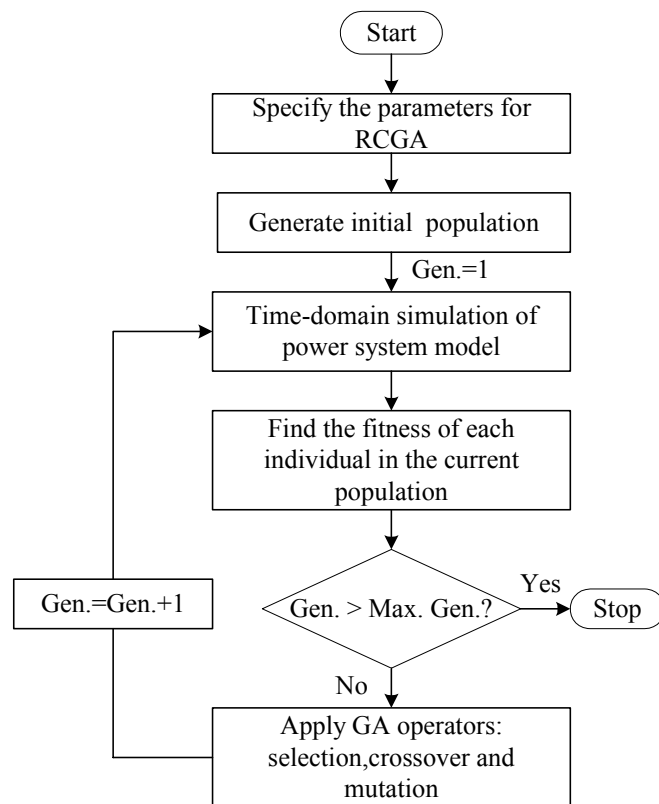 Start
Specify the parameters for
RCGA
Generate initial population
Gen.=1
Time-domain simulation of
power system model
Find the fitness of each
individual in the current
population
Gen.=Gen.+1
Gen. > Max. Gen.?
Yes
Stop
No
Apply GA operators:
selection,crossover and
mutation